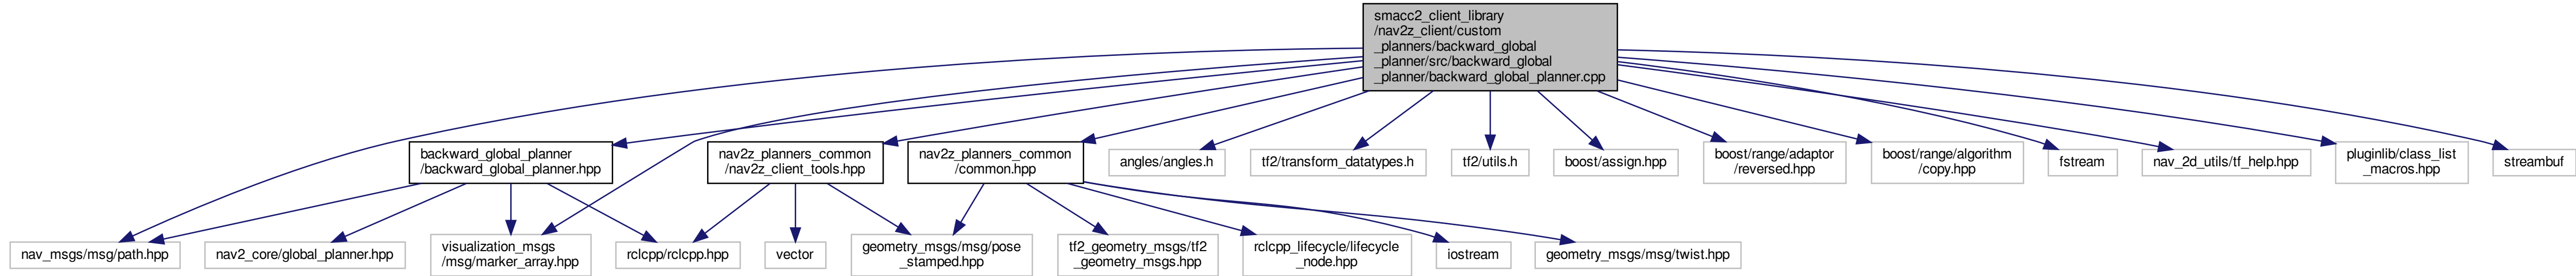 smacc2_client_library
/nav2z_client/custom
_planners/backward_global
_planner/src/backward_global
_planner/backward_global_planner.cpp
backward_global_planner
/backward_global_planner.hpp
nav2z_planners_common
/nav2z_client_tools.hpp
nav2z_planners_common
/common.hpp
angles/angles.h
tf2/transform_datatypes.h
tf2/utils.h
boost/assign.hpp
boost/range/adaptor
/reversed.hpp
boost/range/algorithm
/copy.hpp
fstream
nav_2d_utils/tf_help.hpp
pluginlib/class_list
_macros.hpp
streambuf
nav_msgs/msg/path.hpp
nav2_core/global_planner.hpp
visualization_msgs
/msg/marker_array.hpp
rclcpp/rclcpp.hpp
vector
geometry_msgs/msg/pose
_stamped.hpp
tf2_geometry_msgs/tf2
_geometry_msgs.hpp
rclcpp_lifecycle/lifecycle
_node.hpp
iostream
geometry_msgs/msg/twist.hpp